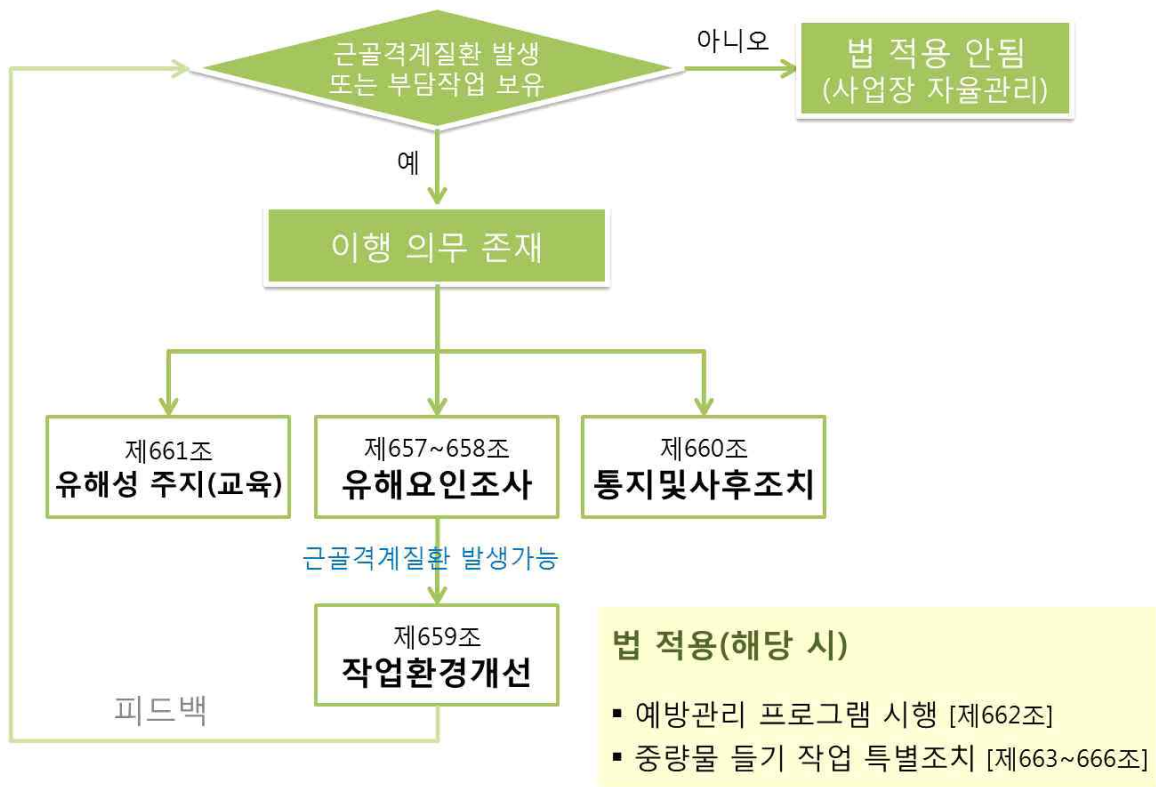 근골격계질환 발생
또는 부담작업 보유
아니오
법 적용 안됨
(사업장 자율관리)
예
이행 의무 존재
제661조
유해성 주지(교육)
제657~658조
유해요인조사
제660조
통지및사후조치
근골격계질환 발생가능
제659조
작업환경개선
피드백
법 적용(해당 시)
▪ 예방관리 프로그램 시행 [제662조]
▪ 중량물 들기 작업 특별조치 [제663~666조]